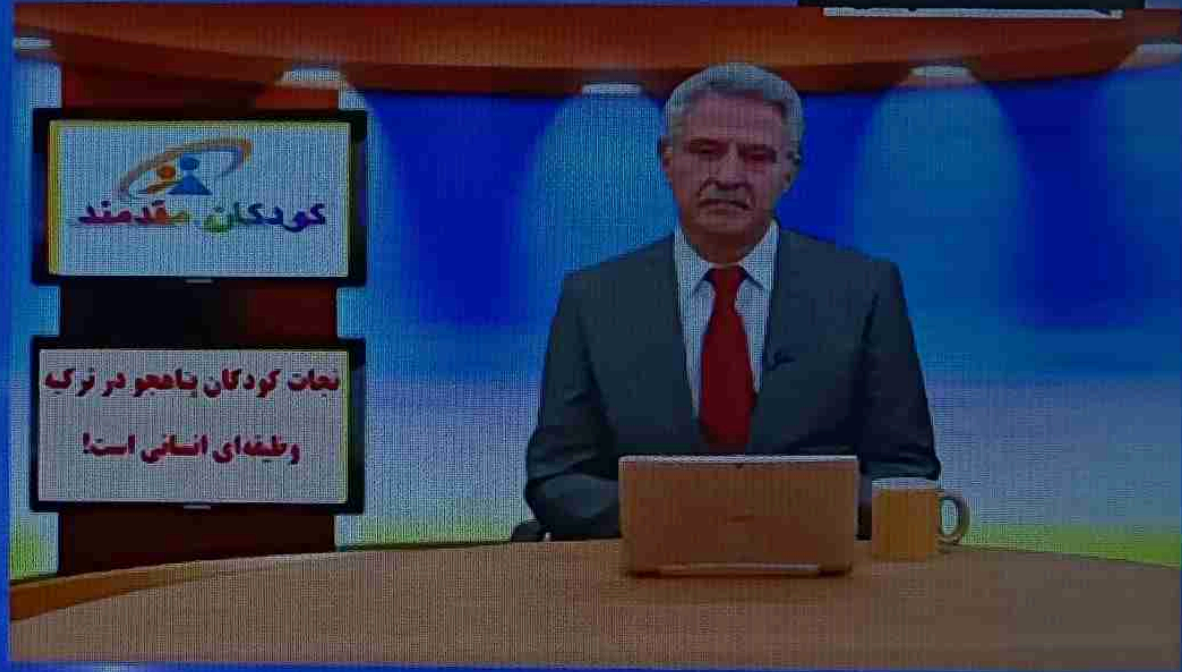 کودکان مقدمند
نجات کودکان پناهجو در ترکیه
وظیفه‌ای انسانی است!